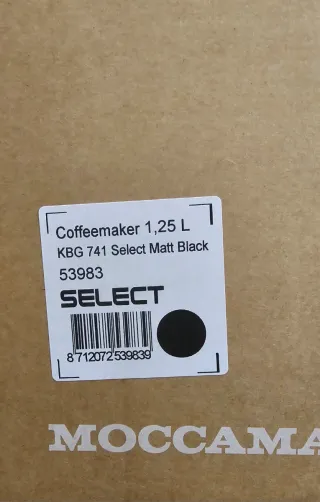 Coffeemaker 1,25 L
KBG 741 Select Matt Black
53983
SELECT
8 712072 539839
MOCCAMA